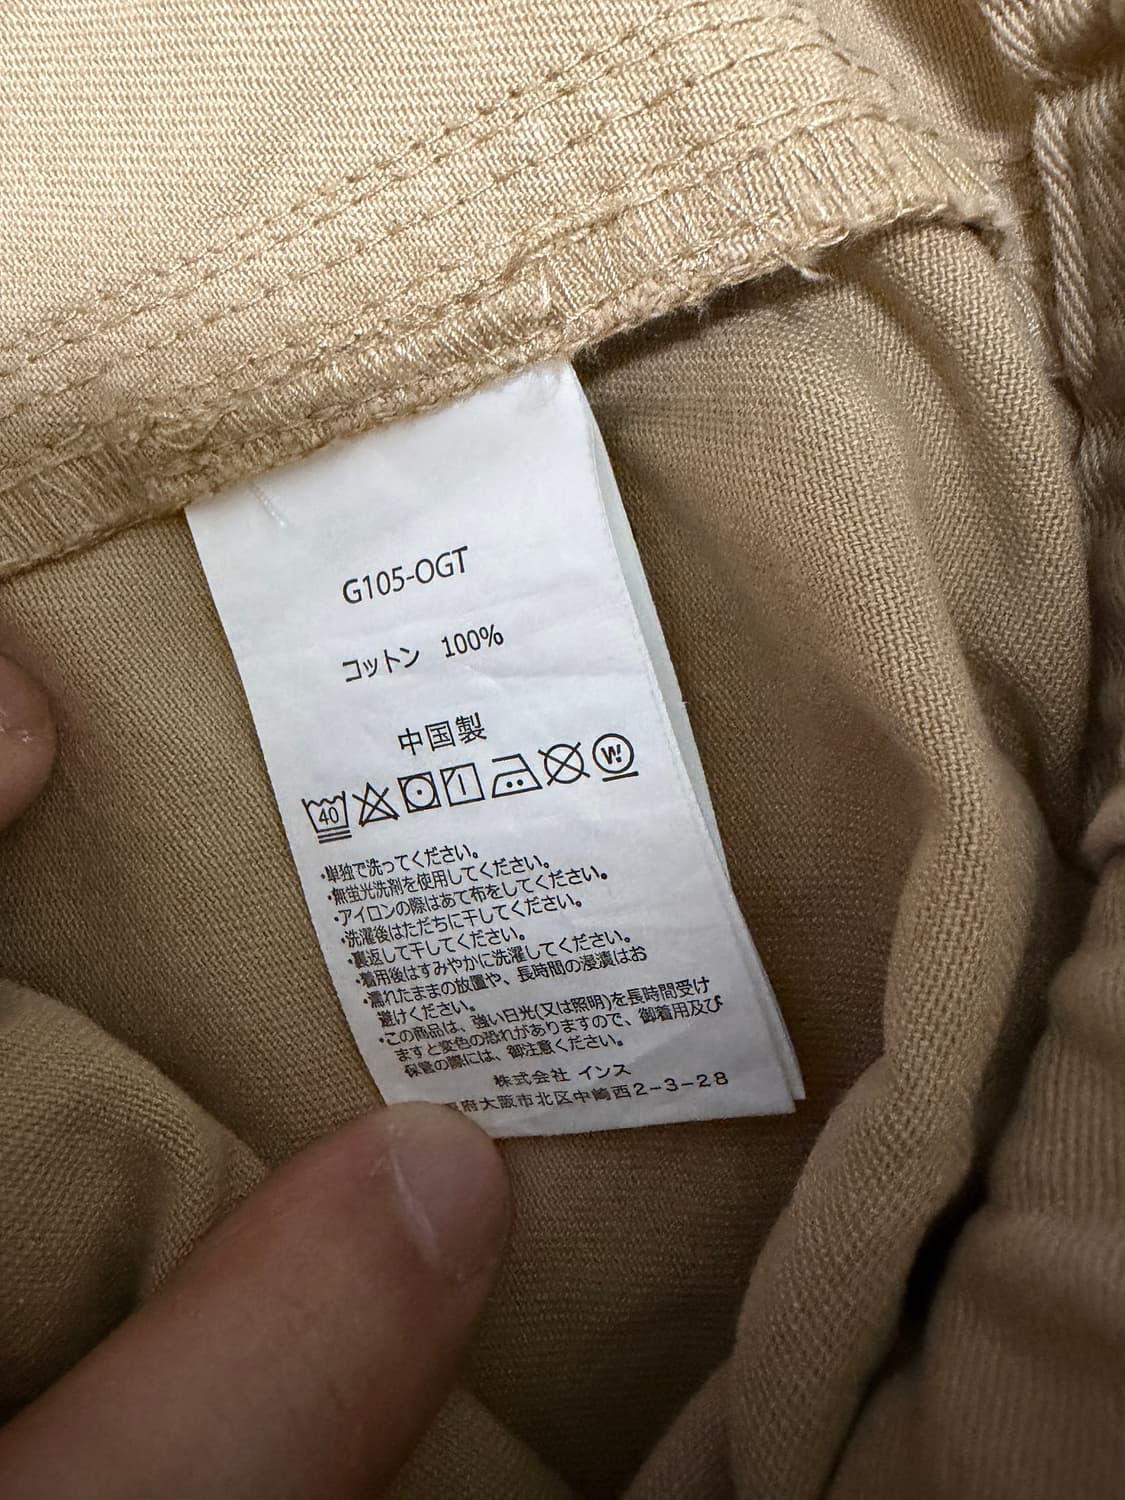 G105-OGT
コットン 100%
中国製
40
W!
・単独で洗ってください。
・無蛍光洗剤を使用してください。
・アイロンの際はあて布をしてください。
・洗濯後はただちに干してください。
・裏返して干してください。
・着用後はすみやかに洗濯してください。
・濡れたままの放置や、長時間の浸漬はお
避けください。
・この商品は、強い日光(又は照明)を長時間受け
ますと変色の恐れがありますので、御着用及び
保管の際には、御注意ください。
株式会社 インス
府大阪市北区中崎西2-3-28